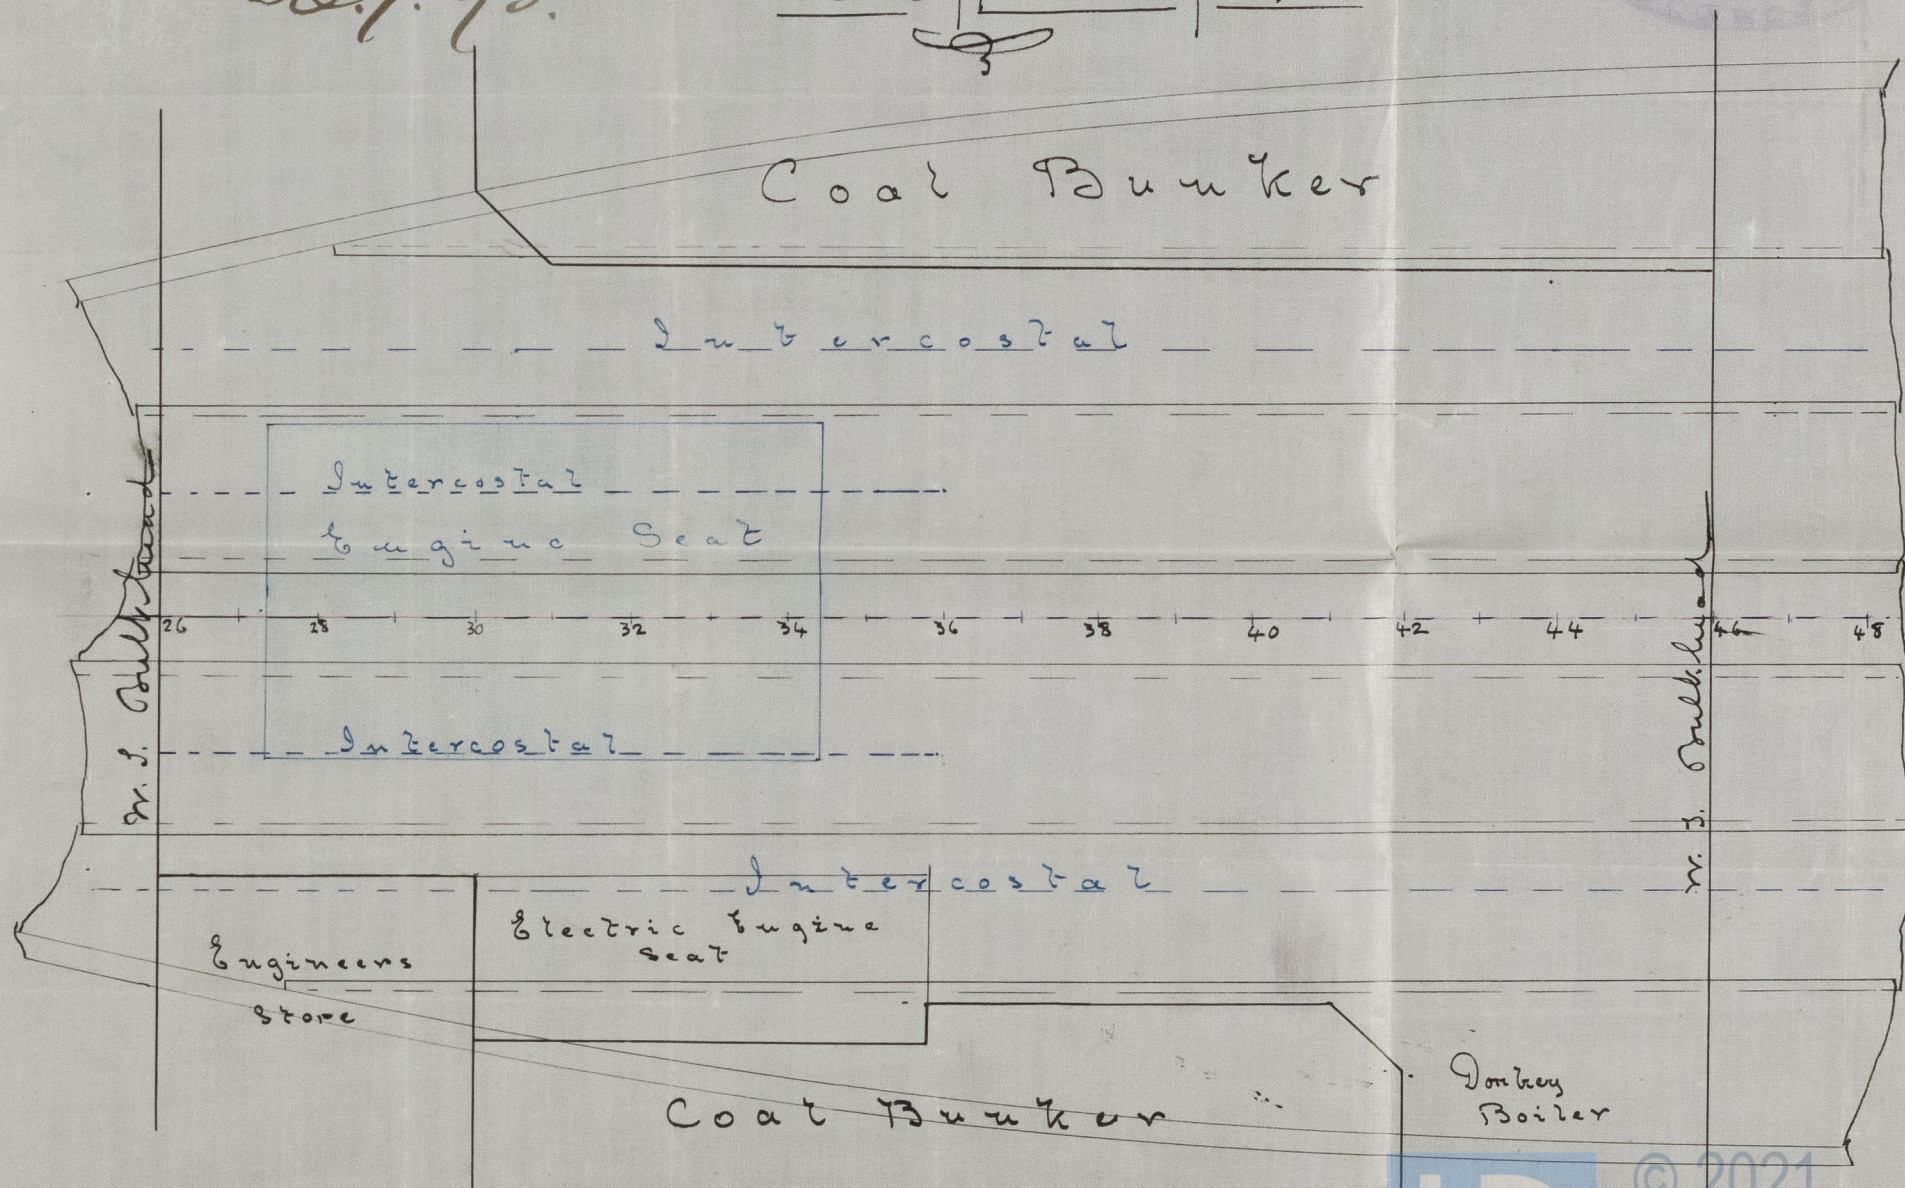 Coal Bunker
Intercostal
Intercostal
Engine Seat
W. T. Bulkhead
26 28 30 32 34 36 38 40 42 44 46 48
W. T. Bulkhead
Intercostal
Intercostal
Electric Engine
Seat
Engineers
Store
Donkey
Boiler
Coal Bunker
© 2021